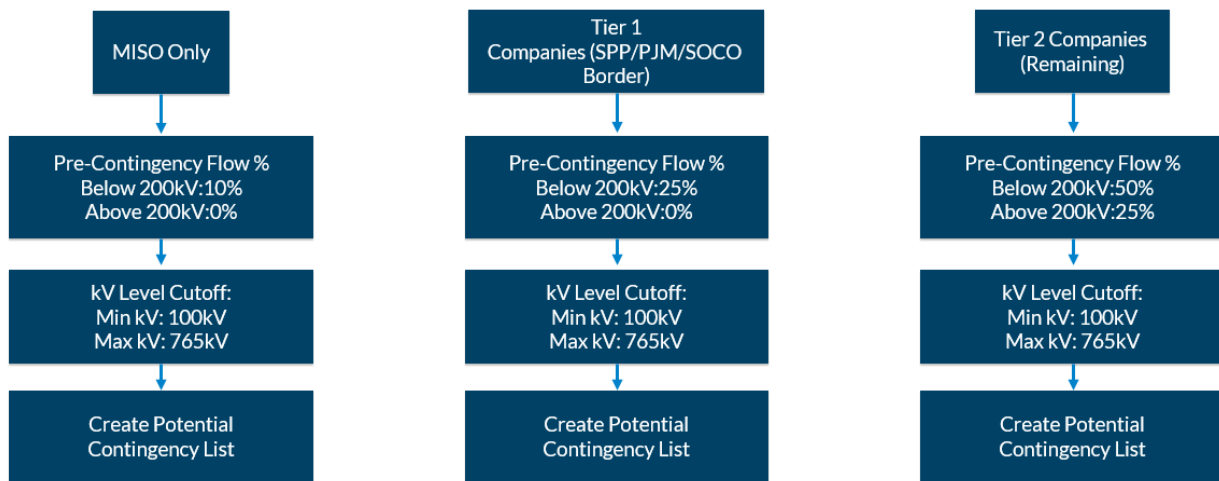 MISO Only
Pre-Contingency Flow %
Below 200kV:10%
Above 200kV:0%
kV Level Cutoff:
Min kV: 100kV
Max kV: 765kV
Create Potential
Contingency List
Tier 1
Companies (SPP/PJM/SOCO
Border)
Pre-Contingency Flow %
Below 200kV:25%
Above 200kV:0%
kV Level Cutoff:
Min kV: 100kV
Max kV: 765kV
Create Potential
Contingency List
Tier 2 Companies
(Remaining)
Pre-Contingency Flow %
Below 200kV:50%
Above 200kV:25%
kV Level Cutoff:
Min kV: 100kV
Max kV: 765kV
Create Potential
Contingency List